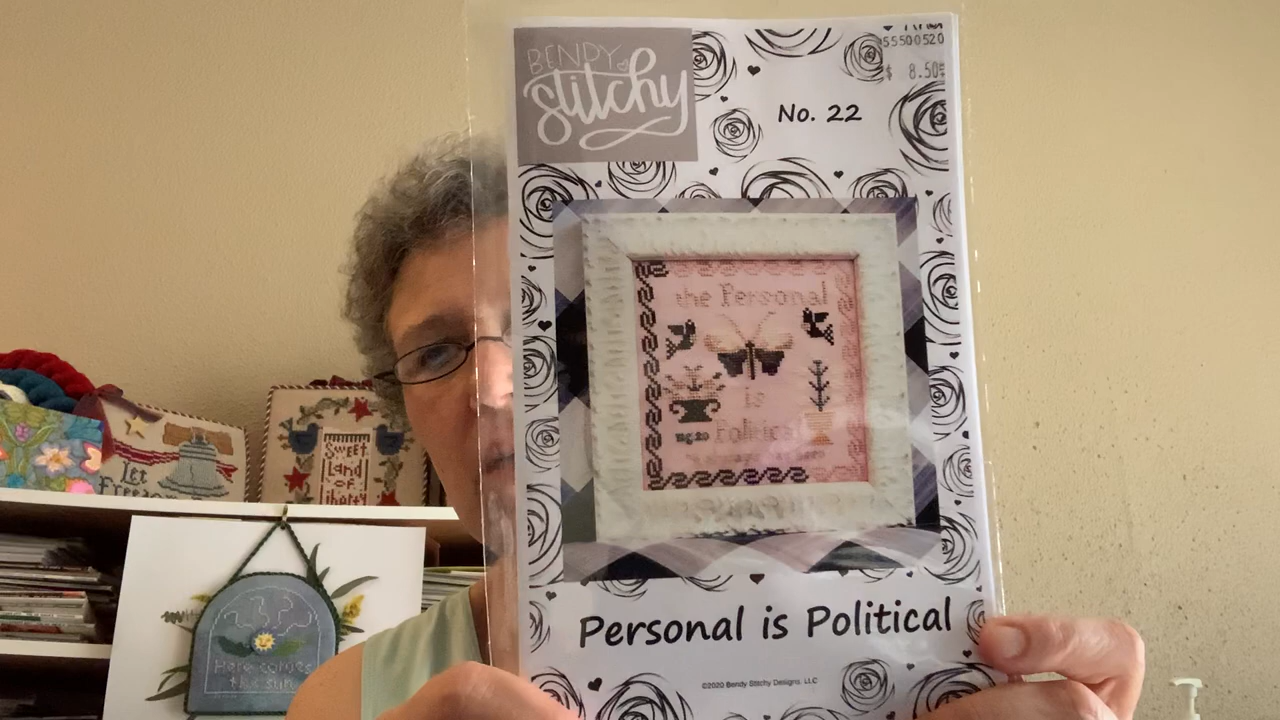 BENDY
stitchy
55500520
$ 8.50
No. 22
the Personal
is
Political
Personal is Political
©2020 Bendy Stitchy Designs, LLC
Let
Sweet
Land
of
liberty
Here comes
the sun